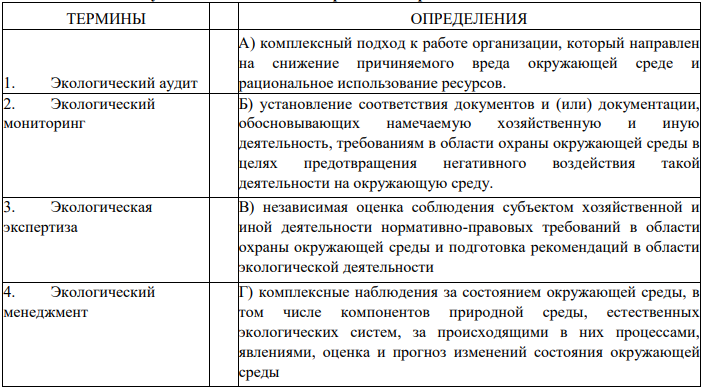 ТЕРМИНЫ
ОПРЕДЕЛЕНИЯ
1. Экологический аудит
А) комплексный подход к работе организации, который направлен
на снижение причиняемого вреда окружающей среде и
рациональное использование ресурсов.
2. Экологический
мониторинг
Б) установление соответствия документов и (или) документации,
обосновывающих намечаемую хозяйственную и иную
деятельность, требованиям в области охраны окружающей среды в
целях предотвращения негативного воздействия такой
деятельности на окружающую среду.
3. Экологическая
экспертиза
В) независимая оценка соблюдения субъектом хозяйственной и
иной деятельности нормативно-правовых требований в области
охраны окружающей среды и подготовка рекомендаций в области
экологической деятельности
4. Экологический
менеджмент
Г) комплексные наблюдения за состоянием окружающей среды, в
том числе компонентов природной среды, естественных
экологических систем, за происходящими в них процессами,
явлениями, оценка и прогноз изменений состояния окружающей
среды